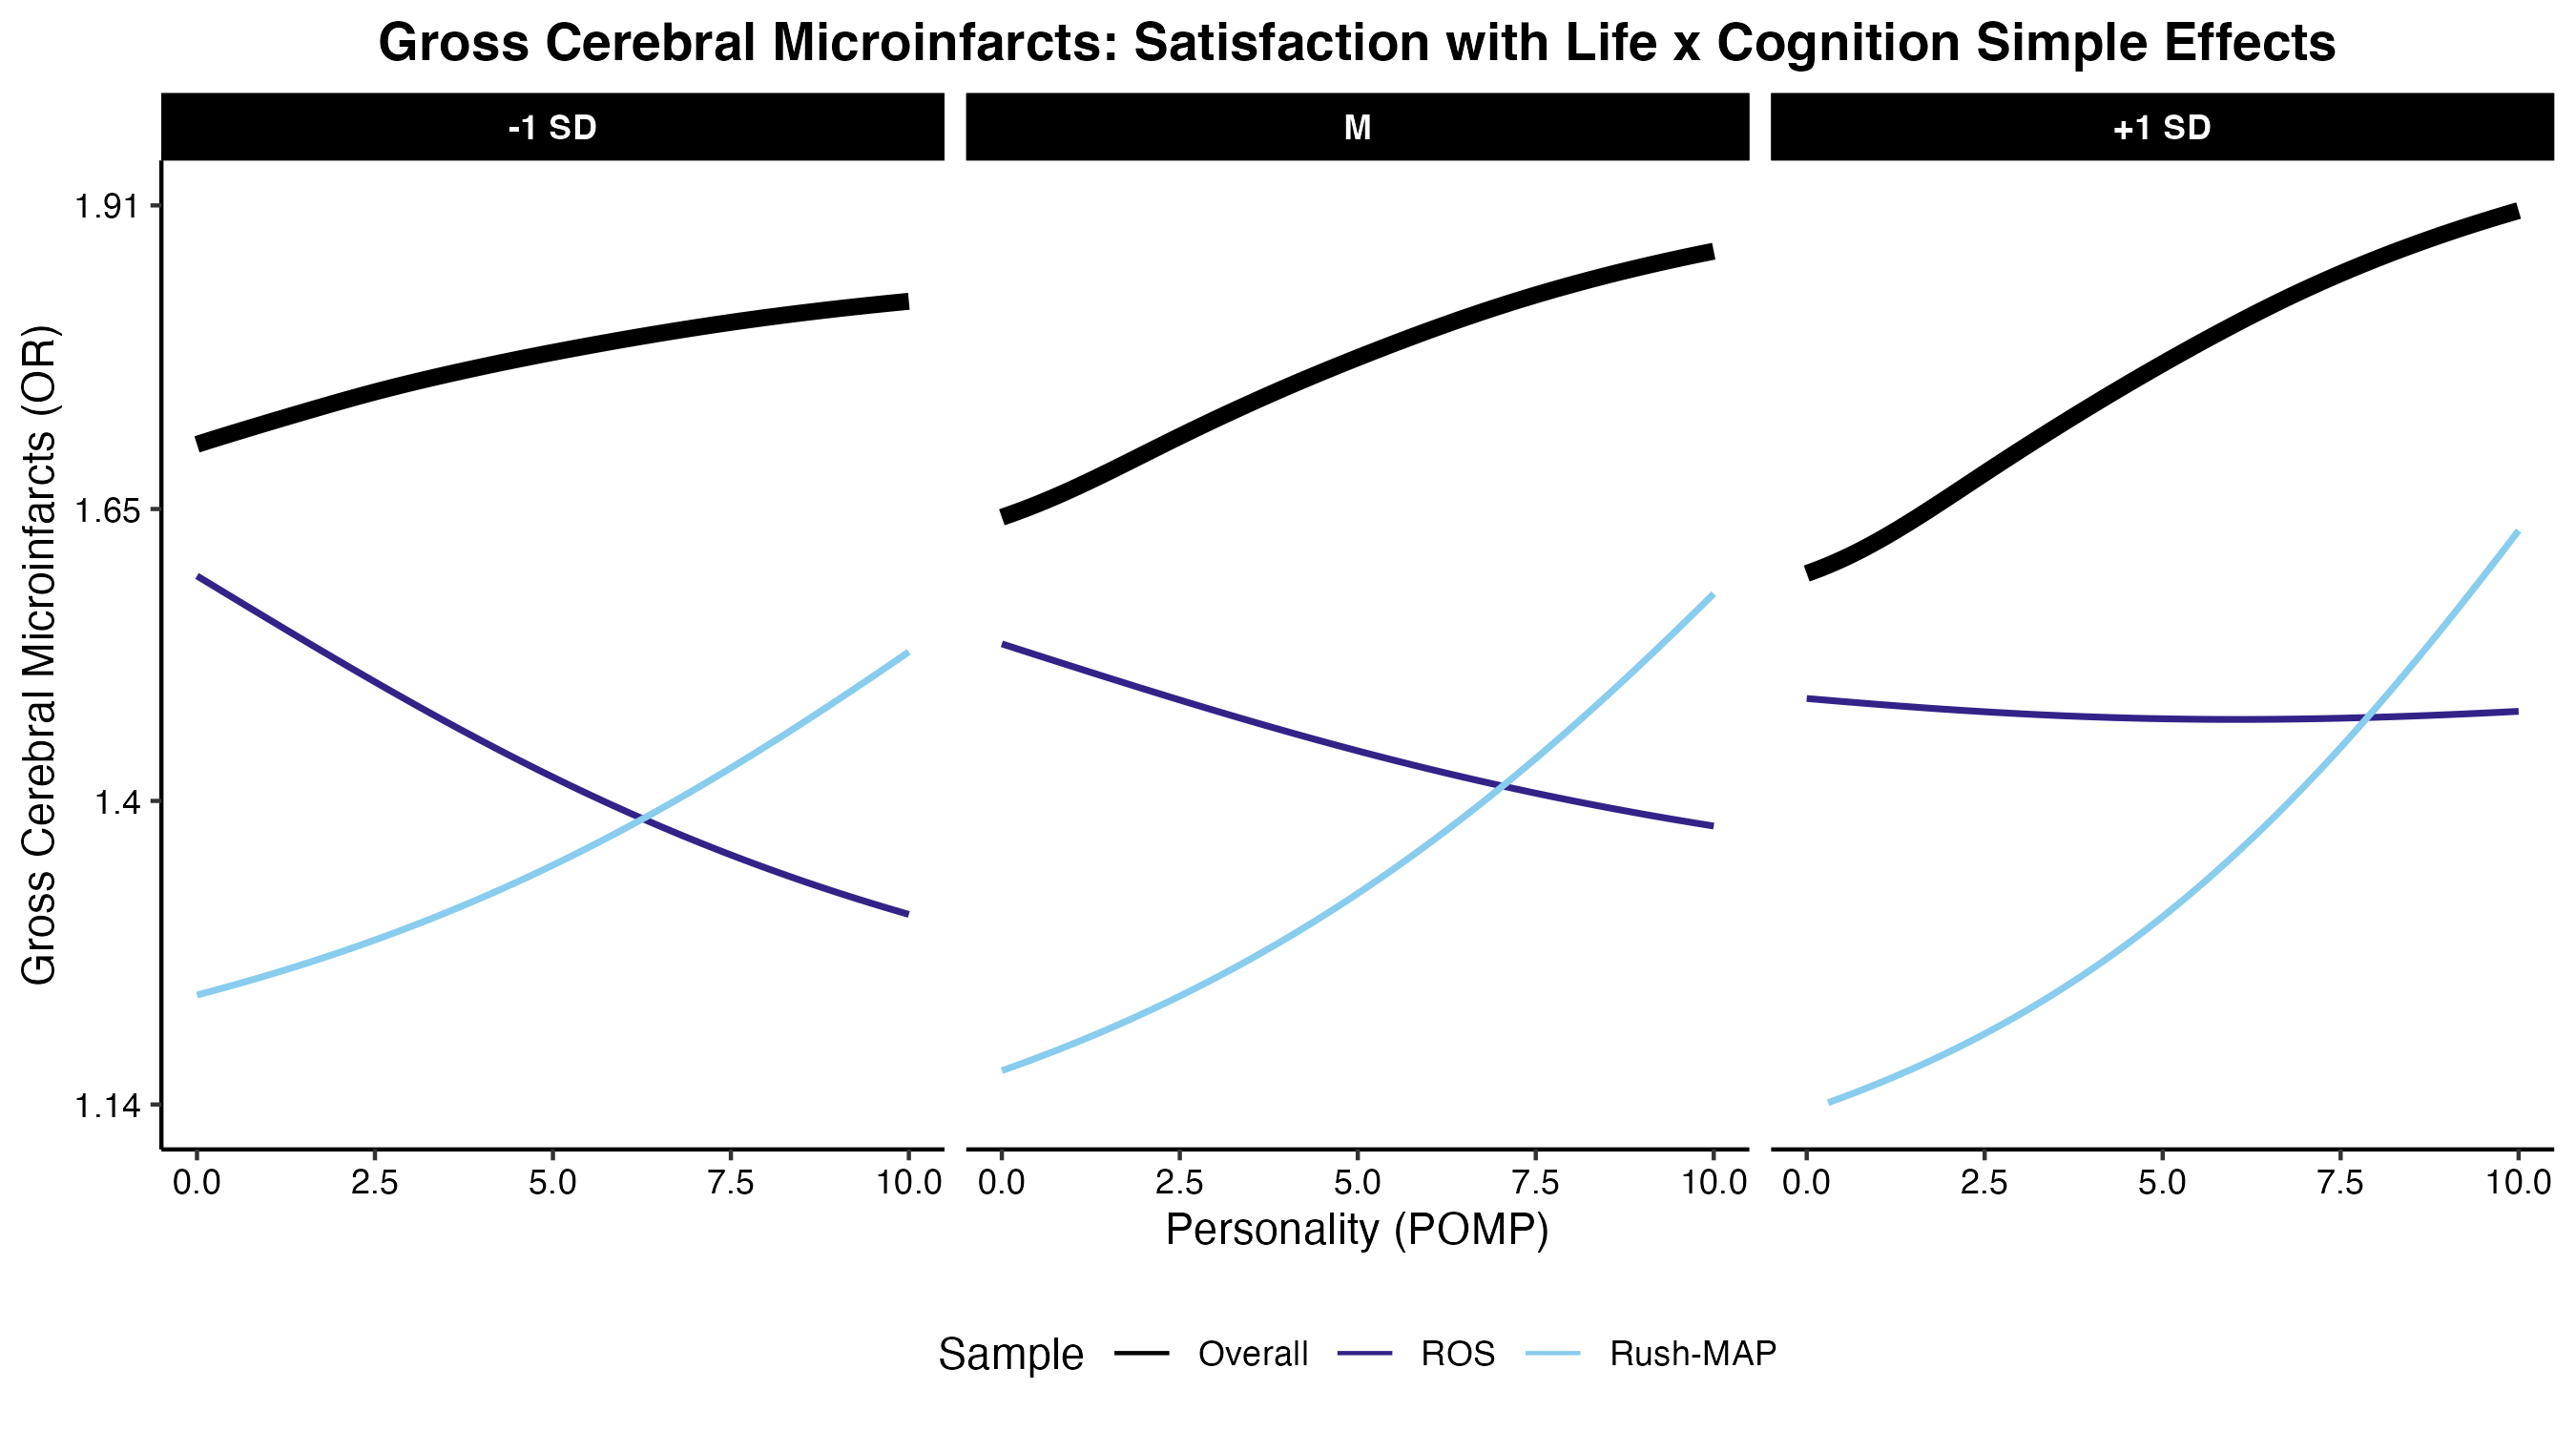 Gross Cerebral Microinfarcts: Satisfaction with Life x Cognition Simple Effects
-1 SD M +1 SD
Gross Cerebral Microinfarcts (OR)
1.91
1.65
1.4
1.14
0.0 2.5 5.0 7.5 10.0 0.0 2.5 5.0 7.5 10.0 0.0 2.5 5.0 7.5 10.0
Personality (POMP)
Sample Overall ROS Rush-MAP